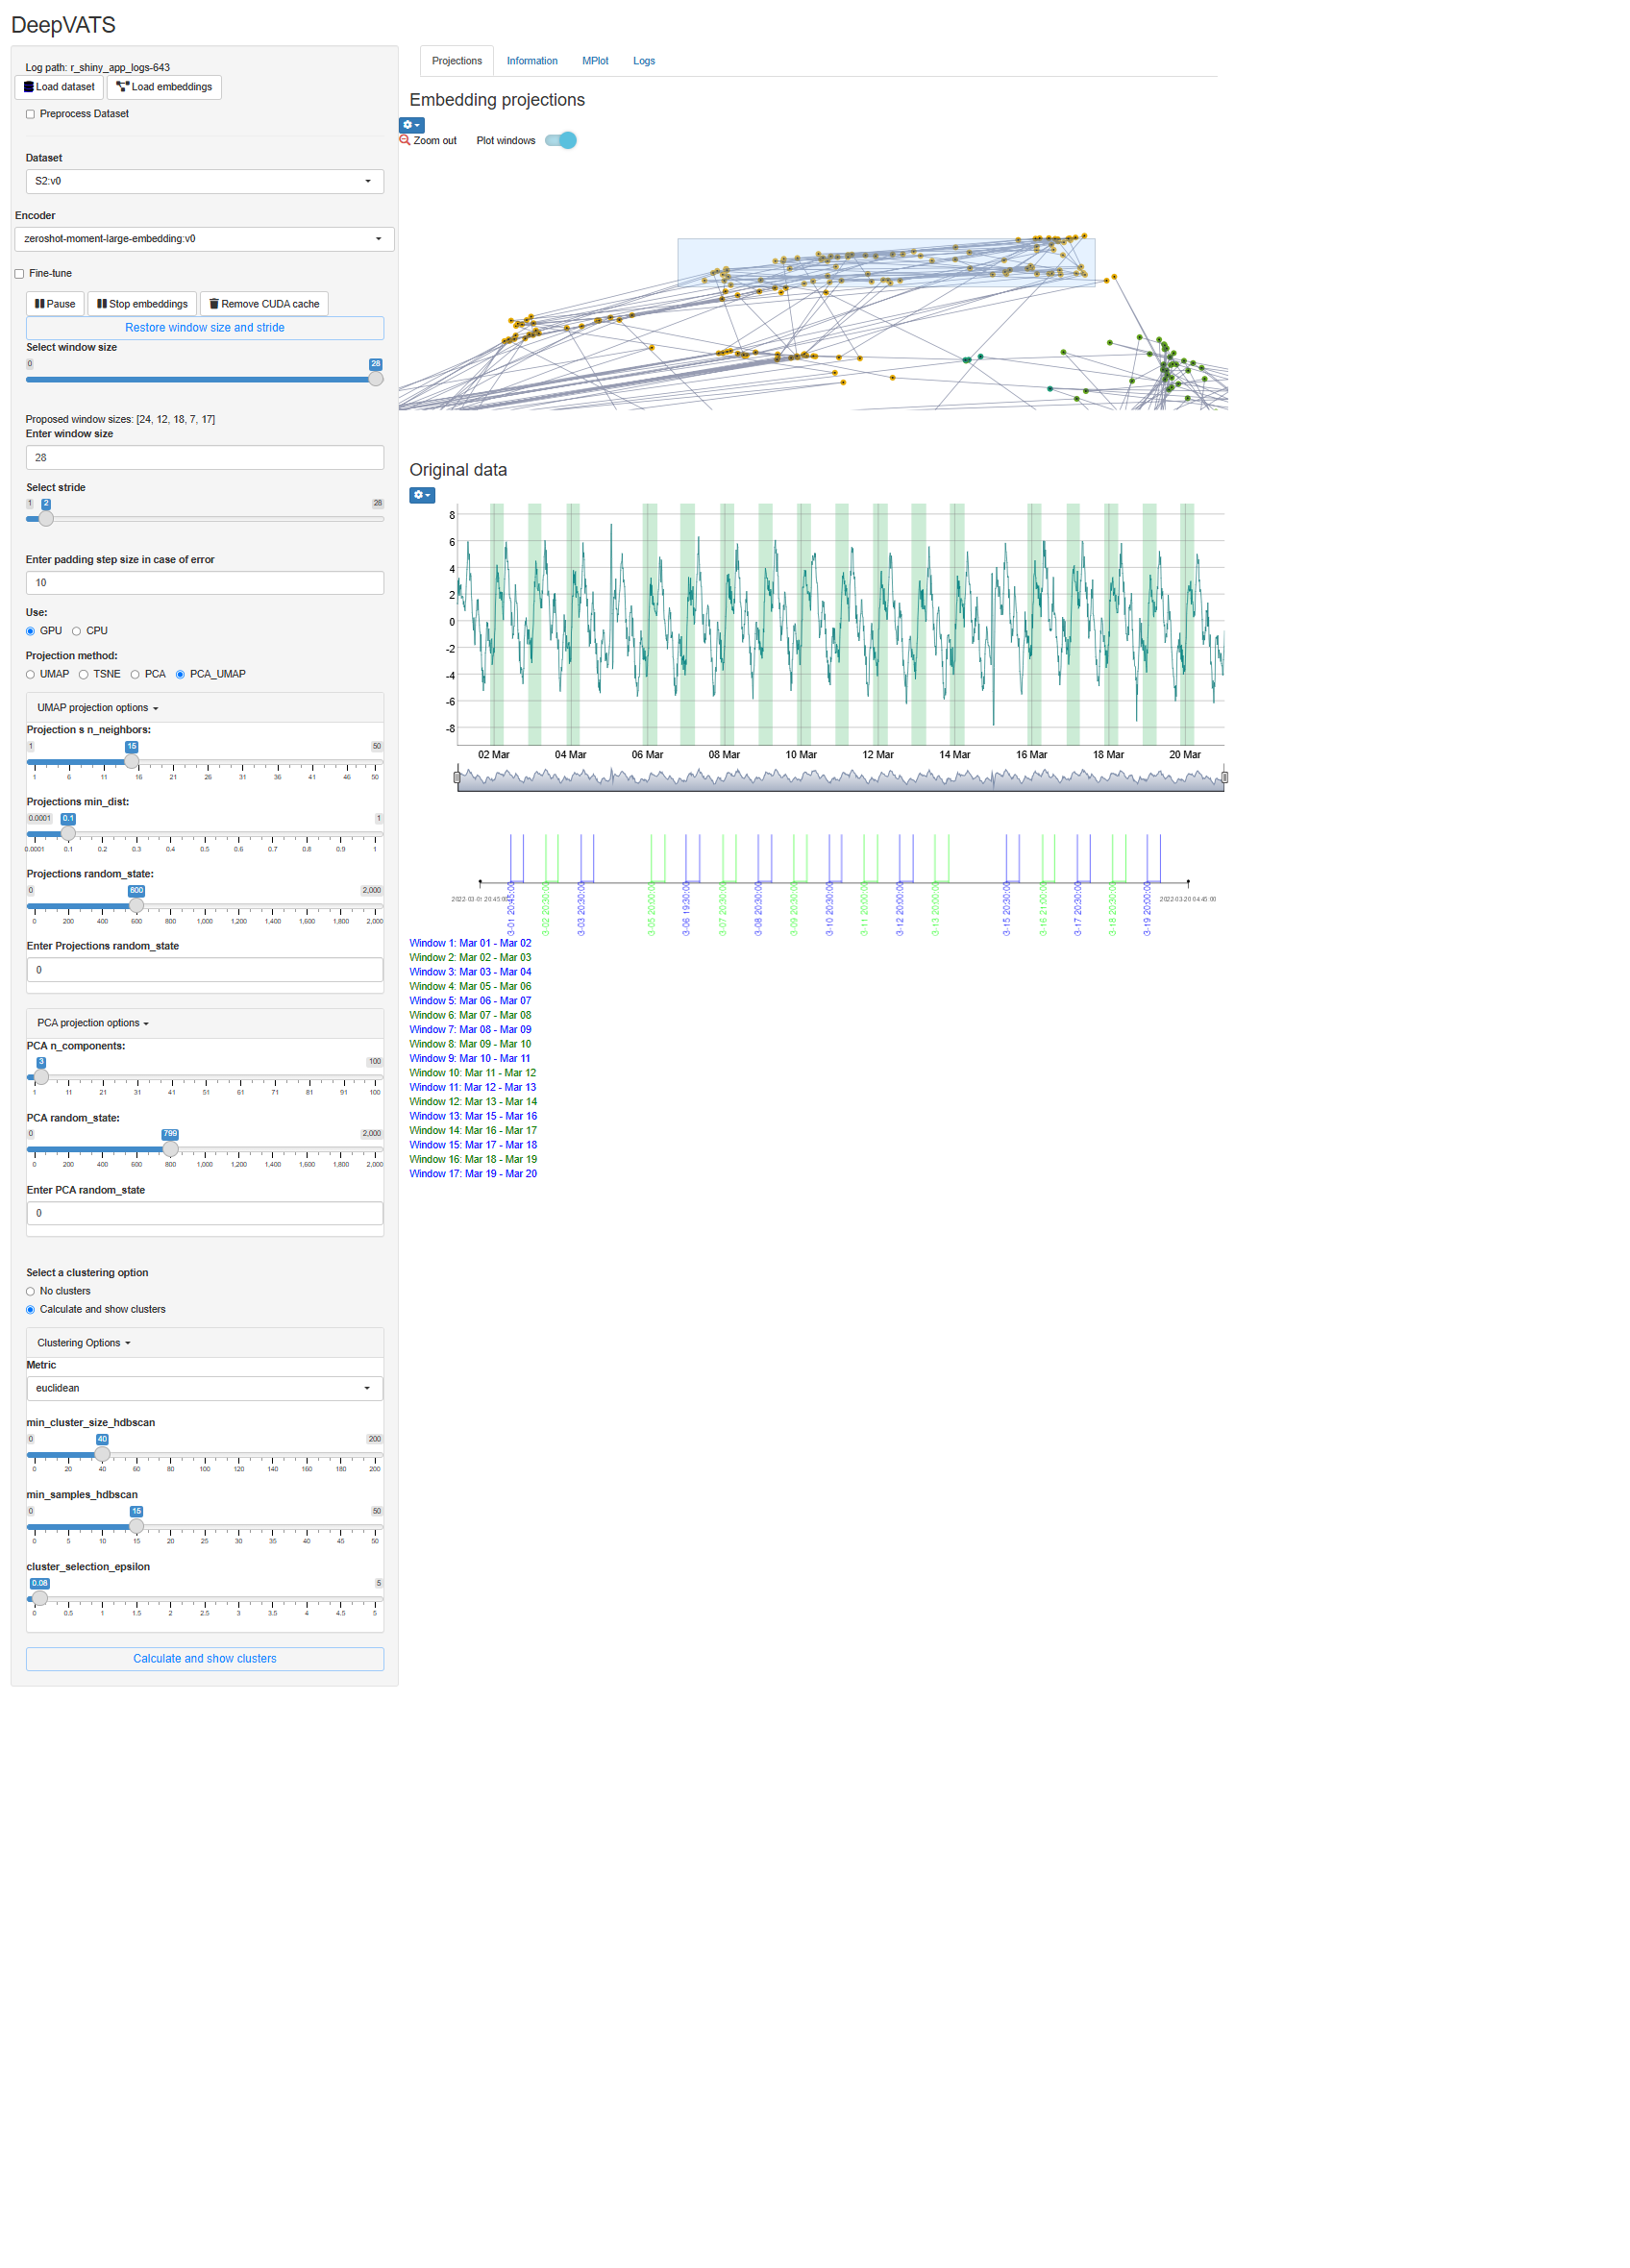 DeepVATS
Log path: r_shiny_app_logs-643
Load dataset Load embeddings
Preprocess Dataset
Dataset
S2:v0
Encoder
zeroshot-moment-large-embedding:v0
Fine-tune
Pause Stop embeddings Remove CUDA cache
Restore window size and stride
Select window size
0 28
Proposed window sizes: [24, 12, 18, 7, 17]
Enter window size
28
Select stride
1 2 28
Enter padding step size in case of error
10
Use:
GPU CPU
Projection method:
UMAP TSNE PCA PCA_UMAP
UMAP projection options
Projection s n_neighbors:
1 15 50
1 6 11 16 21 26 31 36 41 46 50
Projections min_dist:
0.0001 0.1 1
0.0001 0.1 0.2 0.3 0.4 0.5 0.6 0.7 0.8 0.9 1
Projections random_state:
0 600 2,000
0 200 400 600 800 1,000 1,200 1,400 1,600 1,800 2,000
Enter Projections random_state
0
PCA projection options
PCA n_components:
3 100
1 11 21 31 41 51 61 71 81 91 100
PCA random_state:
0 799 2,000
0 200 400 600 800 1,000 1,200 1,400 1,600 1,800 2,000
Enter PCA random_state
0
Select a clustering option
No clusters
Calculate and show clusters
Clustering Options
Metric
euclidean
min_cluster_size_hdbscan
0 40 200
0 20 40 60 80 100 120 140 160 180 200
min_samples_hdbscan
0 15 50
0 5 10 15 20 25 30 35 40 45 50
cluster_selection_epsilon
0.08 5
0 0.5 1 1.5 2 2.5 3 3.5 4 4.5 5
Calculate and show clusters
Projections Information MPlot Logs
Embedding projections
Zoom out Plot windows
Original data
8
6
4
2
0
-2
-4
-6
-8
02 Mar 04 Mar 06 Mar 08 Mar 10 Mar 12 Mar 14 Mar 16 Mar 18 Mar 20 Mar
2022-03-01 20:45:00 2022-03-20 04:45:00
3-01 20:45:00
3-02 20:30:00
3-03 20:30:00
3-05 20:00:00
3-06 19:30:00
3-07 20:30:00
3-08 20:30:00
3-09 20:30:00
3-10 20:30:00
3-11 20:00:00
3-12 20:00:00
3-13 20:00:00
3-15 20:30:00
3-16 21:00:00
3-17 20:30:00
3-18 20:30:00
3-19 20:00:00
Window 1: Mar 01 - Mar 02
Window 2: Mar 02 - Mar 03
Window 3: Mar 03 - Mar 04
Window 4: Mar 05 - Mar 06
Window 5: Mar 06 - Mar 07
Window 6: Mar 07 - Mar 08
Window 7: Mar 08 - Mar 09
Window 8: Mar 09 - Mar 10
Window 9: Mar 10 - Mar 11
Window 10: Mar 11 - Mar 12
Window 11: Mar 12 - Mar 13
Window 12: Mar 13 - Mar 14
Window 13: Mar 15 - Mar 16
Window 14: Mar 16 - Mar 17
Window 15: Mar 17 - Mar 18
Window 16: Mar 18 - Mar 19
Window 17: Mar 19 - Mar 20